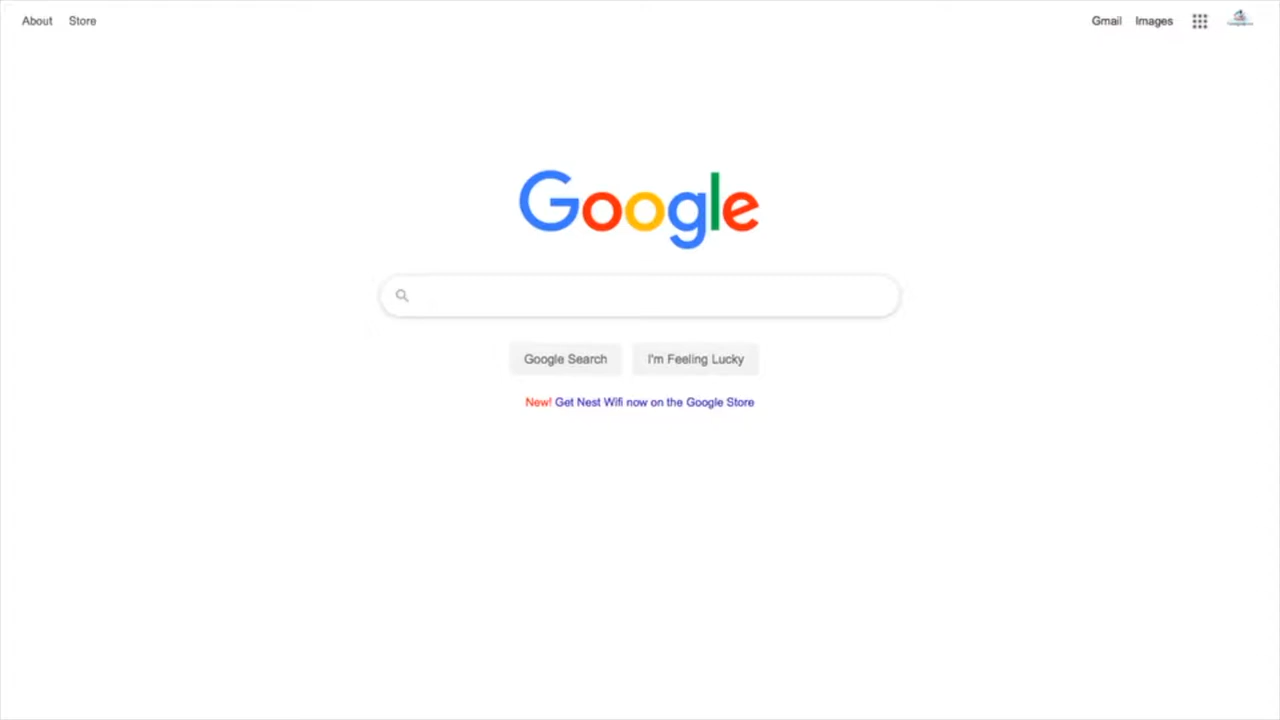 About Store
Gmail Images
Google
Google Search
I'm Feeling Lucky
New! Get Nest Wifi now on the Google Store